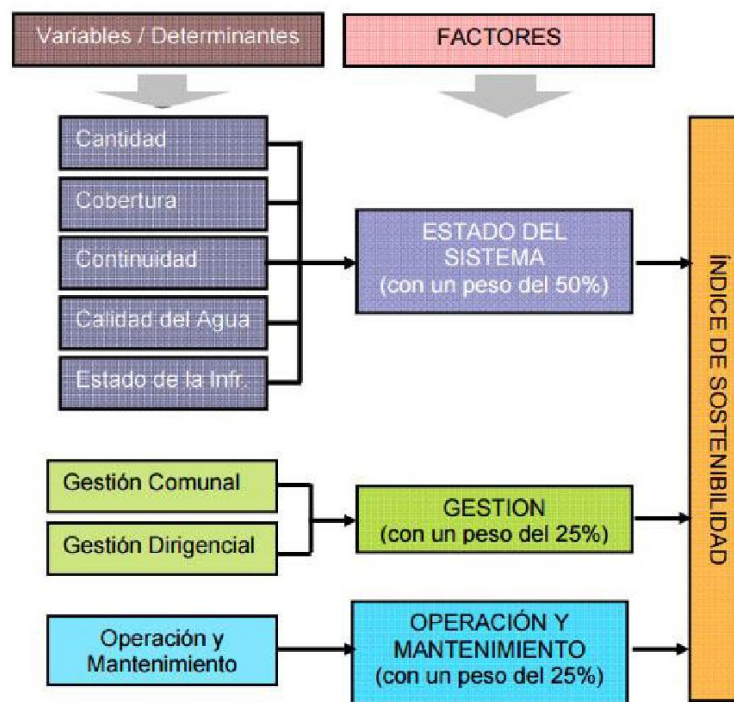 Variables / Determinantes
FACTORES
Cantidad
Cobertura
Continuidad
Calidad del Agua
Estado de la Infr.
ESTADO DEL
SISTEMA
(con un peso del 50%)
Gestión Comunal
Gestión Dirigencial
GESTION
(con un peso del 25%)
Operación y
Mantenimiento
OPERACIÓN Y
MANTENIMIENTO
(con un peso del 25%)
ÍNDICE DE SOSTENIBILIDAD